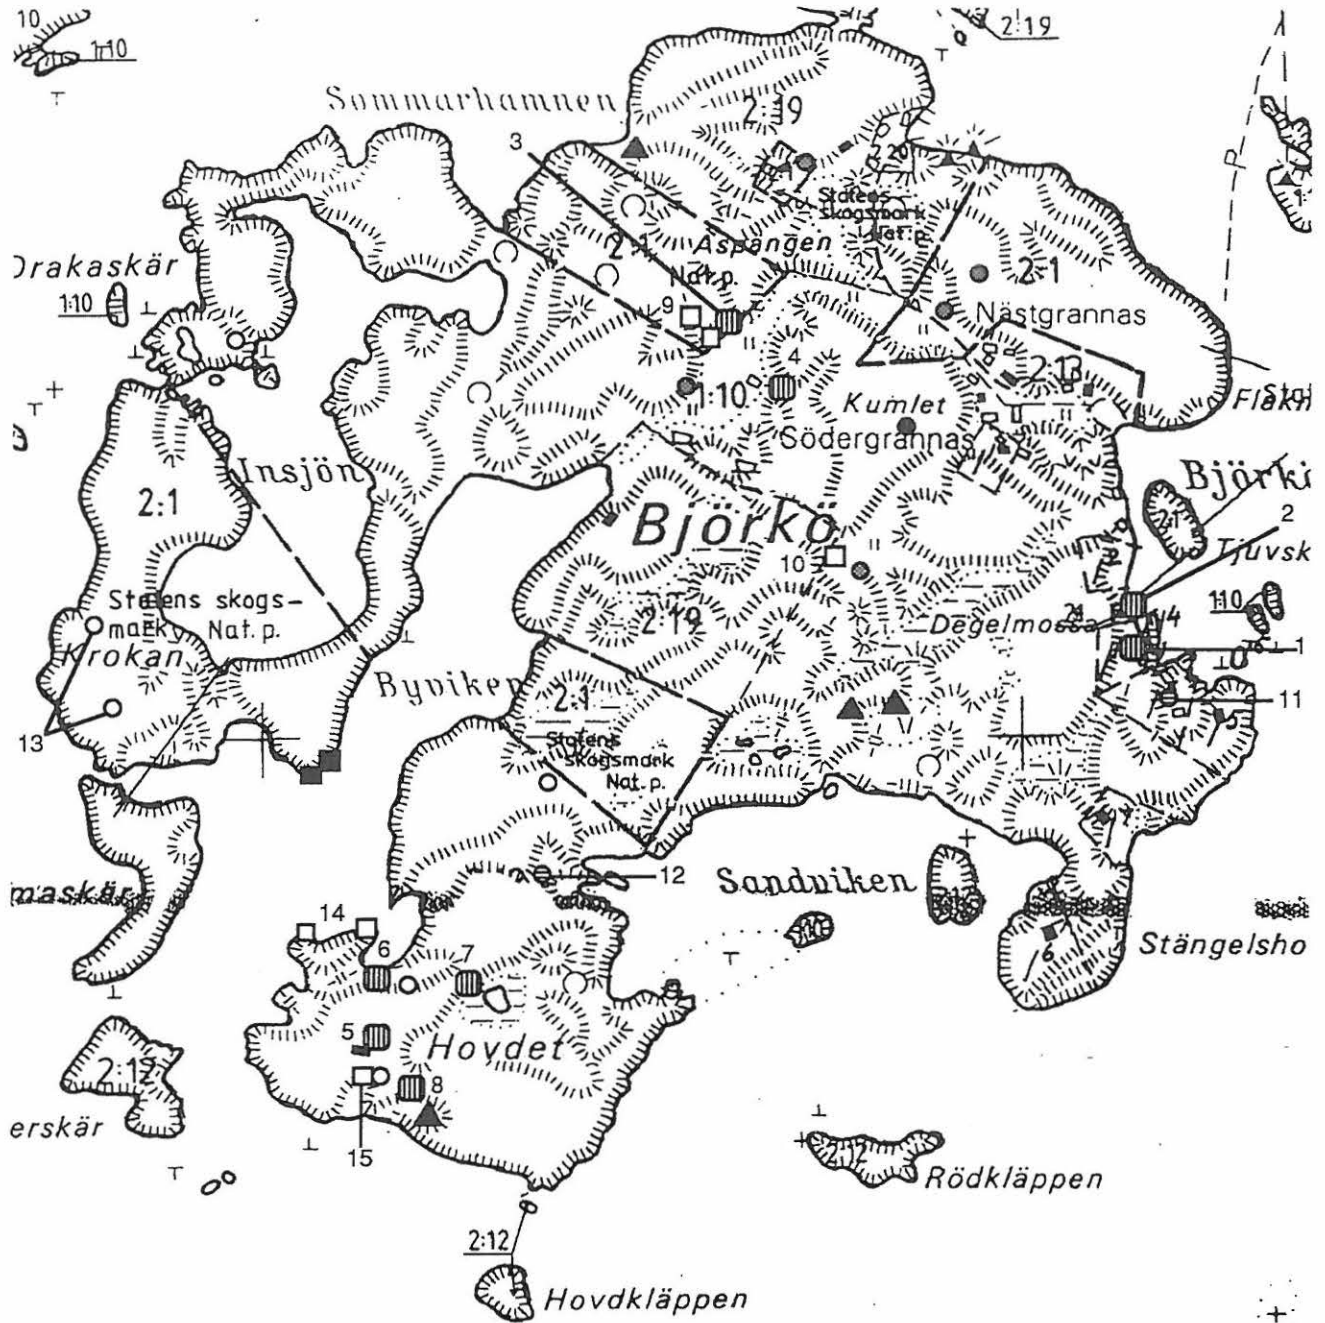 10
1:10
2:19
Sommarhamnen
2:19
3
P
Statens
skogsmark
Nat.p.
2:1
Aspången
Nat.p.
2:1
Drakaskär
1:10
9
Nästgrannas
4
2:13
1:10
Kumlet
Södergrannas
Insjön
2:1
Björkö
2:1
2
Tjuvsk
10
1:10
Statens skogs-
mark Nat.p.
2:19
Degelmossa
Krokan
1
Byviken
2:1
11
13
Statens
skogsmark
Nat.p.
12
Sandviken
maskär
14
Stängelsho
6
7
5
Hovdet
2:12
8
erskär
15
2:12
Rödkläppen
2:12
Hovdkläppen